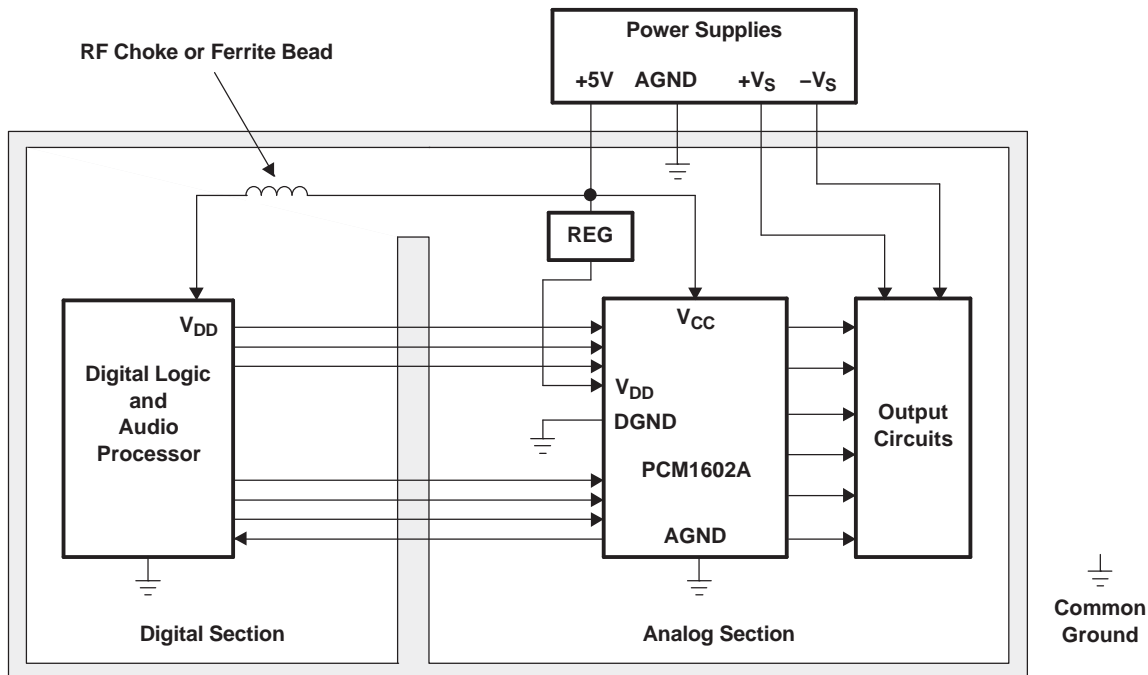 Power Supplies
RF Choke or Ferrite Bead
+5V AGND +VS –VS
REG
VDD
VCC
Digital Logic
and
Audio
Processor
VDD
DGND
Output
Circuits
PCM1602A
AGND
Common
Ground
Digital Section
Analog Section